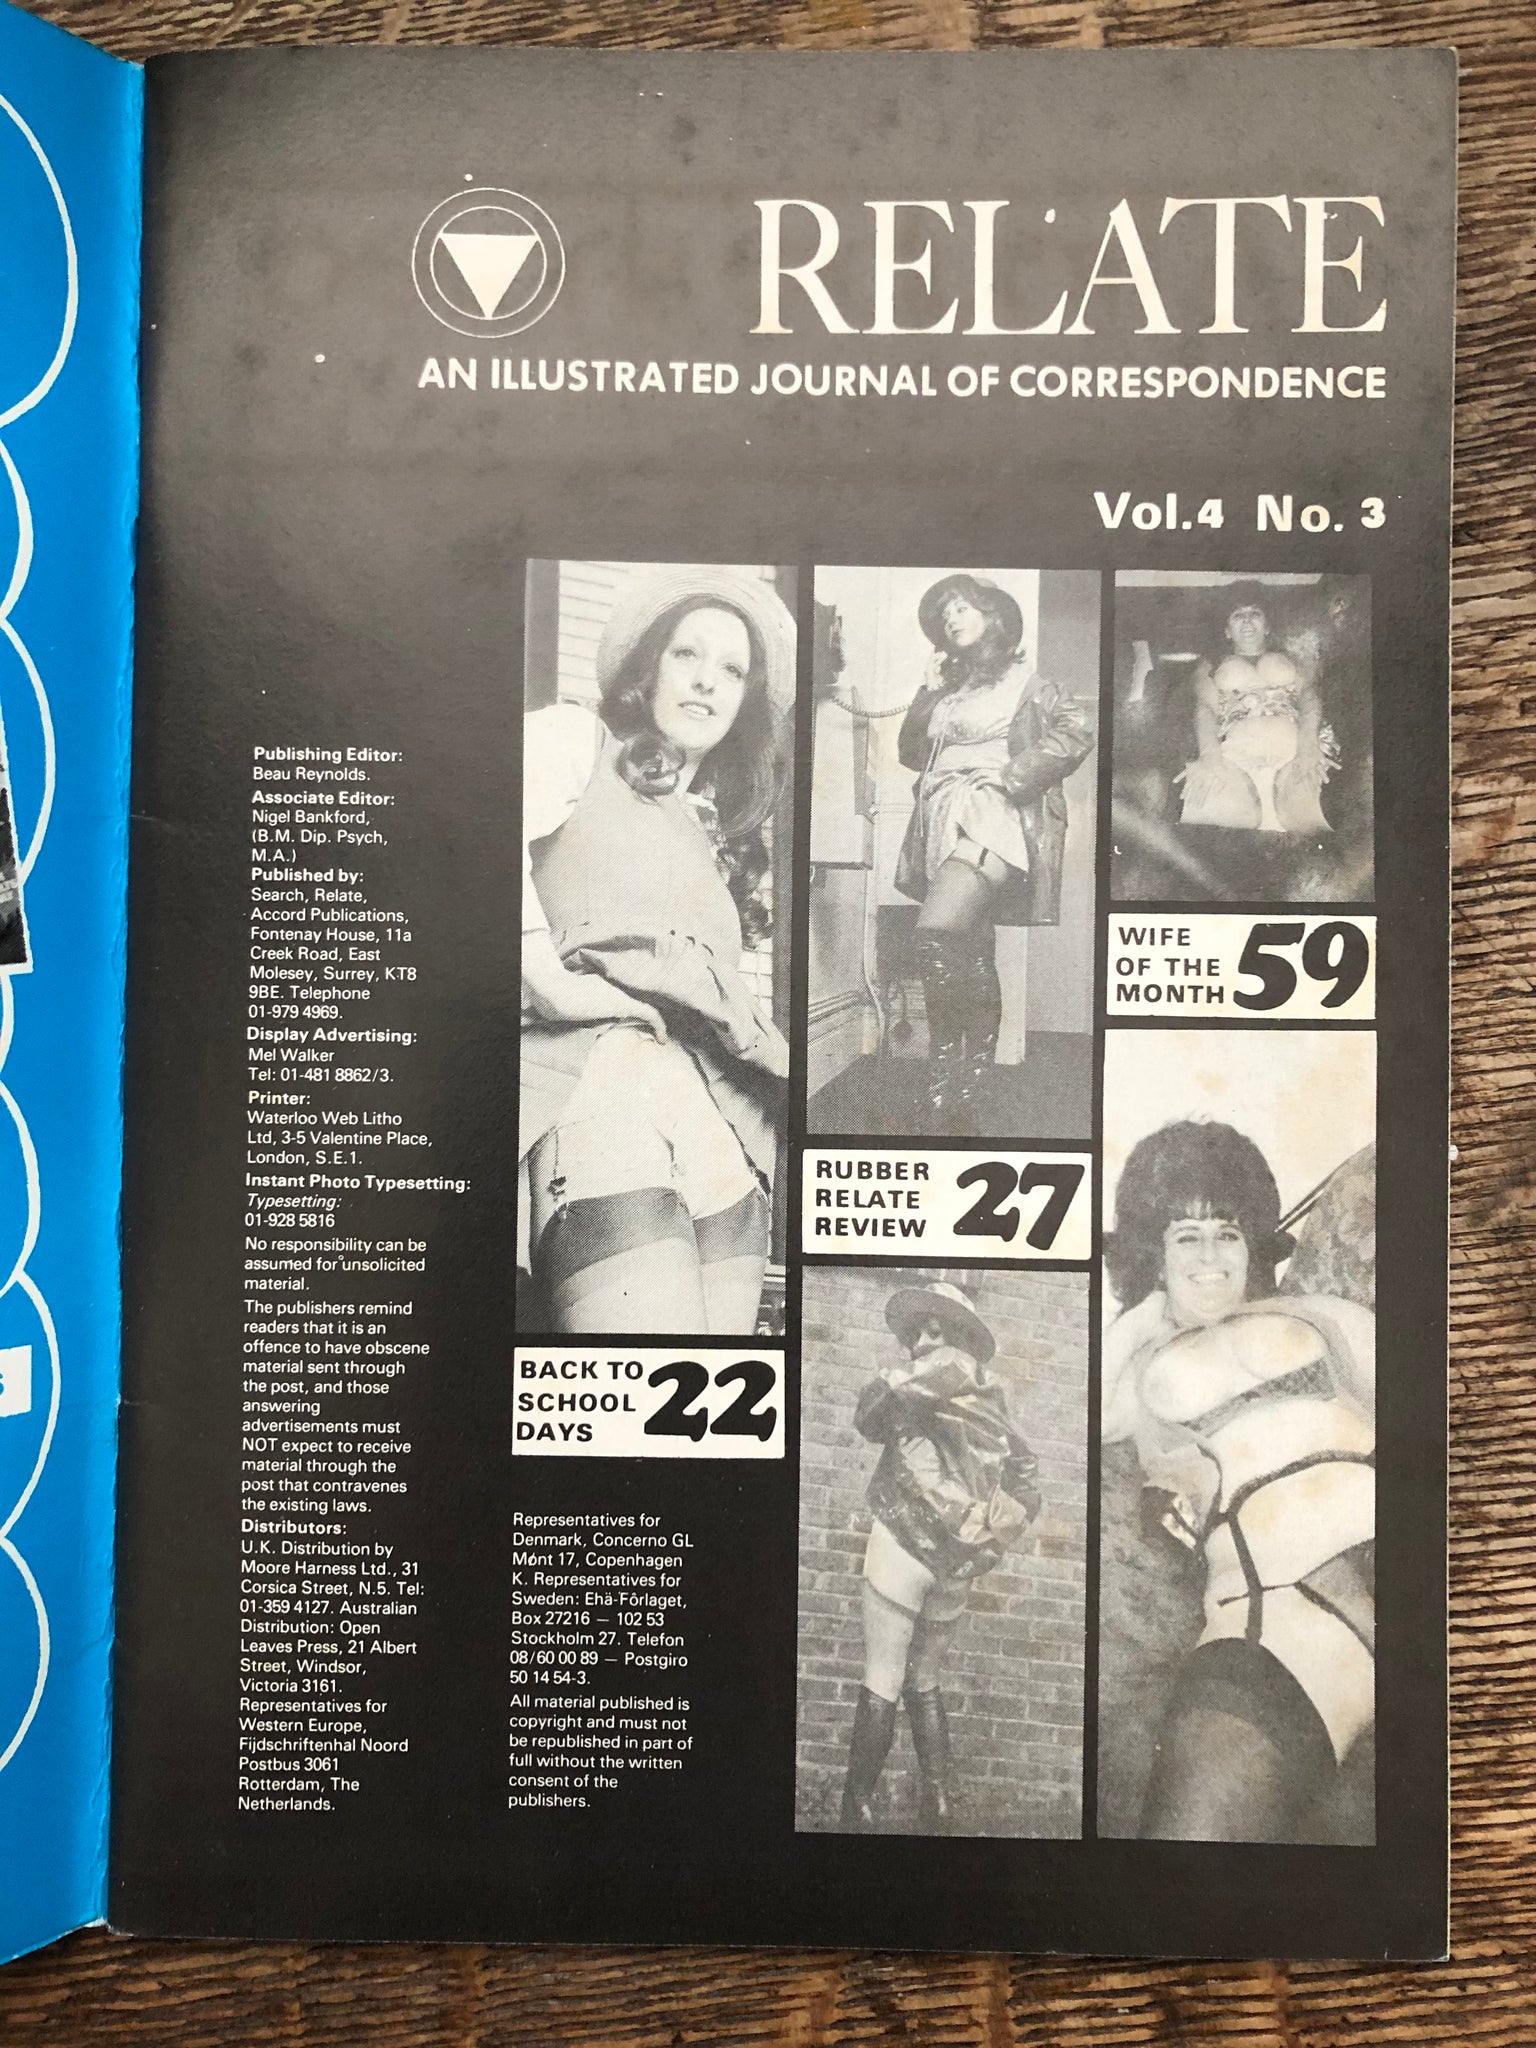 RELATE
AN ILLUSTRATED JOURNAL OF CORRESPONDENCE
Vol.4 No. 3
Publishing Editor:
Beau Reynolds.
Associate Editor:
Nigel Bankford,
(B.M. Dip. Psych,
M.A.)
Published by:
Search, Relate,
Accord Publications,
Fontenay House, 11a
Creek Road, East
Molesey, Surrey, KT8
9BE. Telephone
01-979 4969.
Display Advertising:
Mel Walker
Tel: 01-481 8862/3.
Printer:
Waterloo Web Litho
Ltd, 3-5 Valentine Place,
London, S.E.1.
Instant Photo Typesetting:
Typesetting:
01-928 5816
No responsibility can be
assumed for unsolicited
material.
The publishers remind
readers that it is an
offence to have obscene
material sent through
the post, and those
answering
advertisements must
NOT expect to receive
material through the
post that contravenes
the existing laws.
Distributors:
U.K. Distribution by
Moore Harness Ltd., 31
Corsica Street, N.5. Tel:
01-359 4127. Australian
Distribution: Open
Leaves Press, 21 Albert
Street, Windsor,
Victoria 3161.
Representatives for
Western Europe,
Fijdschriftenhal Noord
Postbus 3061
Rotterdam, The
Netherlands.
Representatives for
Denmark, Concerno GL
Mønt 17, Copenhagen
K. Representatives for
Sweden: Ehä-Förlaget,
Box 27216 — 102 53
Stockholm 27. Telefon
08/60 00 89 — Postgiro
50 14 54-3.
All material published is
copyright and must not
be republished in part of
full without the written
consent of the
publishers.
BACK TO
SCHOOL
DAYS 22
RUBBER
RELATE
REVIEW 27
WIFE
OF THE
MONTH 59
S